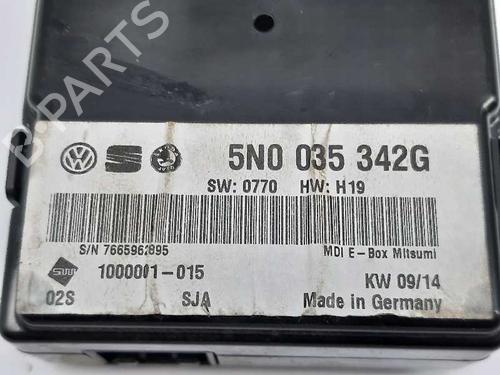 B-PARTS
5N0 035 342G
SW: 0770 HW: H19
S/N 7665962895
MDI E-Box Mitsumi
1000001-015
KW 09/14
02S
SJA
Made in Germany